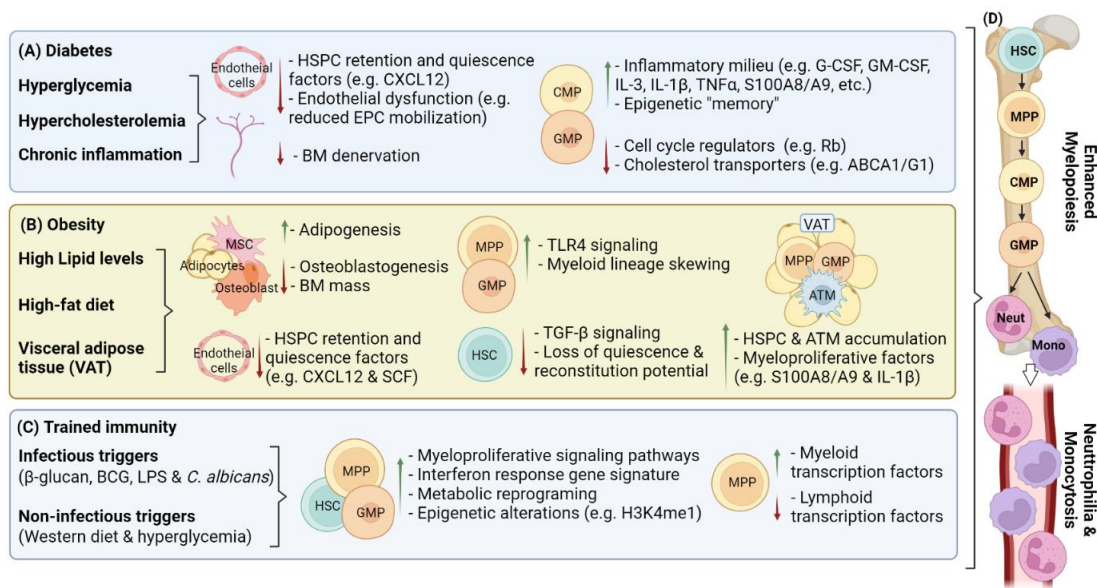 (A) Diabetes
Hyperglycemia
Hypercholesterolemia
Chronic inflammation
Endotheial
cells
- HSPC retention and quiescence
factors (e.g. CXCL12)
- Endothelial dysfunction (e.g.
reduced EPC mobilization)
- BM denervation
CMP
GMP
- Inflammatory milieu (e.g. G-CSF, GM-CSF,
IL-3, IL-1β, TNFα, S100A8/A9, etc.)
- Epigenetic "memory"
- Cell cycle regulators (e.g. Rb)
- Cholesterol transporters (e.g. ABCA1/G1)
(B) Obesity
High Lipid levels
High-fat diet
Visceral adipose
tissue (VAT)
MSC
Adipocytes
Osteoblast
- Adipogenesis
- Osteoblastogenesis
- BM mass
Endotheial
cells
- HSPC retention and
quiescence factors
(e.g. CXCL12 & SCF)
MPP
GMP
- TLR4 signaling
- Myeloid lineage skewing
HSC
- TGF-β signaling
- Loss of quiescence &
reconstitution potential
VAT
MPP
GMP
ATM
- HSPC & ATM accumulation
- Myeloproliferative factors
(e.g. S100A8/A9 & IL-1β)
(C) Trained immunity
Infectious triggers
(β-glucan, BCG, LPS & C. albicans)
Non-infectious triggers
(Western diet & hyperglycemia)
MPP
HSC
GMP
- Myeloproliferative signaling pathways
- Interferon response gene signature
- Metabolic reprograming
- Epigenetic alterations (e.g. H3K4me1)
MPP
- Myeloid
transcription factors
- Lymphoid
transcription factors
(D)
HSC
MPP
CMP
GMP
Neut
Mono
Enhanced
Myelopoiesis
Neuttrophilia &
Monocytosis